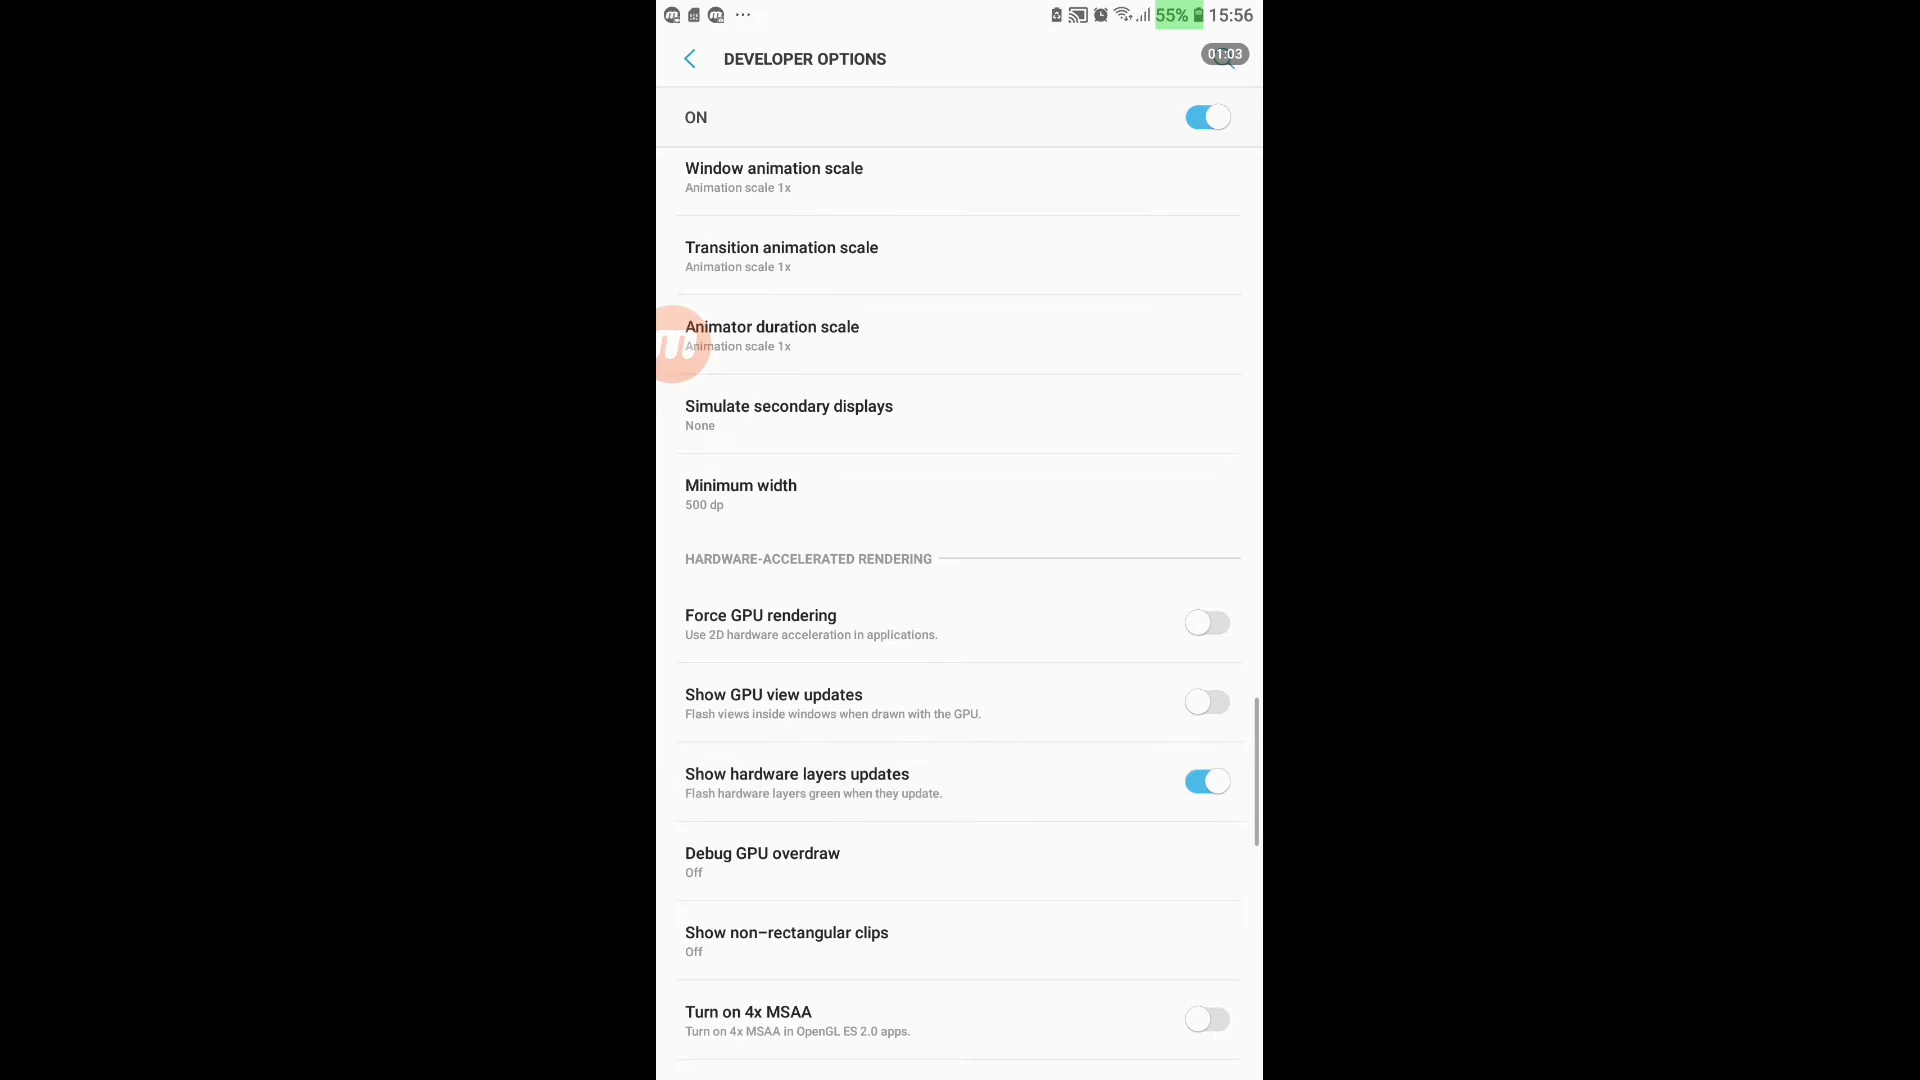 55% 15:56
DEVELOPER OPTIONS
01:03
ON
Window animation scale
Animation scale 1x
Transition animation scale
Animation scale 1x
Animator duration scale
Animation scale 1x
Simulate secondary displays
None
Minimum width
500 dp
HARDWARE-ACCELERATED RENDERING
Force GPU rendering
Use 2D hardware acceleration in applications.
Show GPU view updates
Flash views inside windows when drawn with the GPU.
Show hardware layers updates
Flash hardware layers green when they update.
Debug GPU overdraw
Off
Show non–rectangular clips
Off
Turn on 4x MSAA
Turn on 4x MSAA in OpenGL ES 2.0 apps.